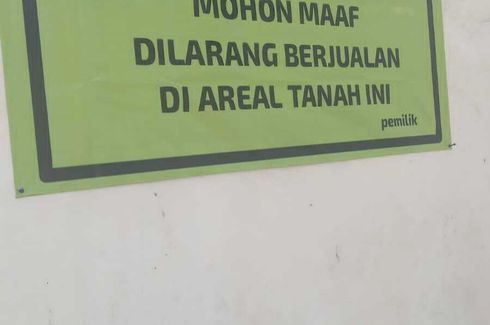 MOHON MAAF
DILARANG BERJUALAN
DI AREAL TANAH INI
pemilik